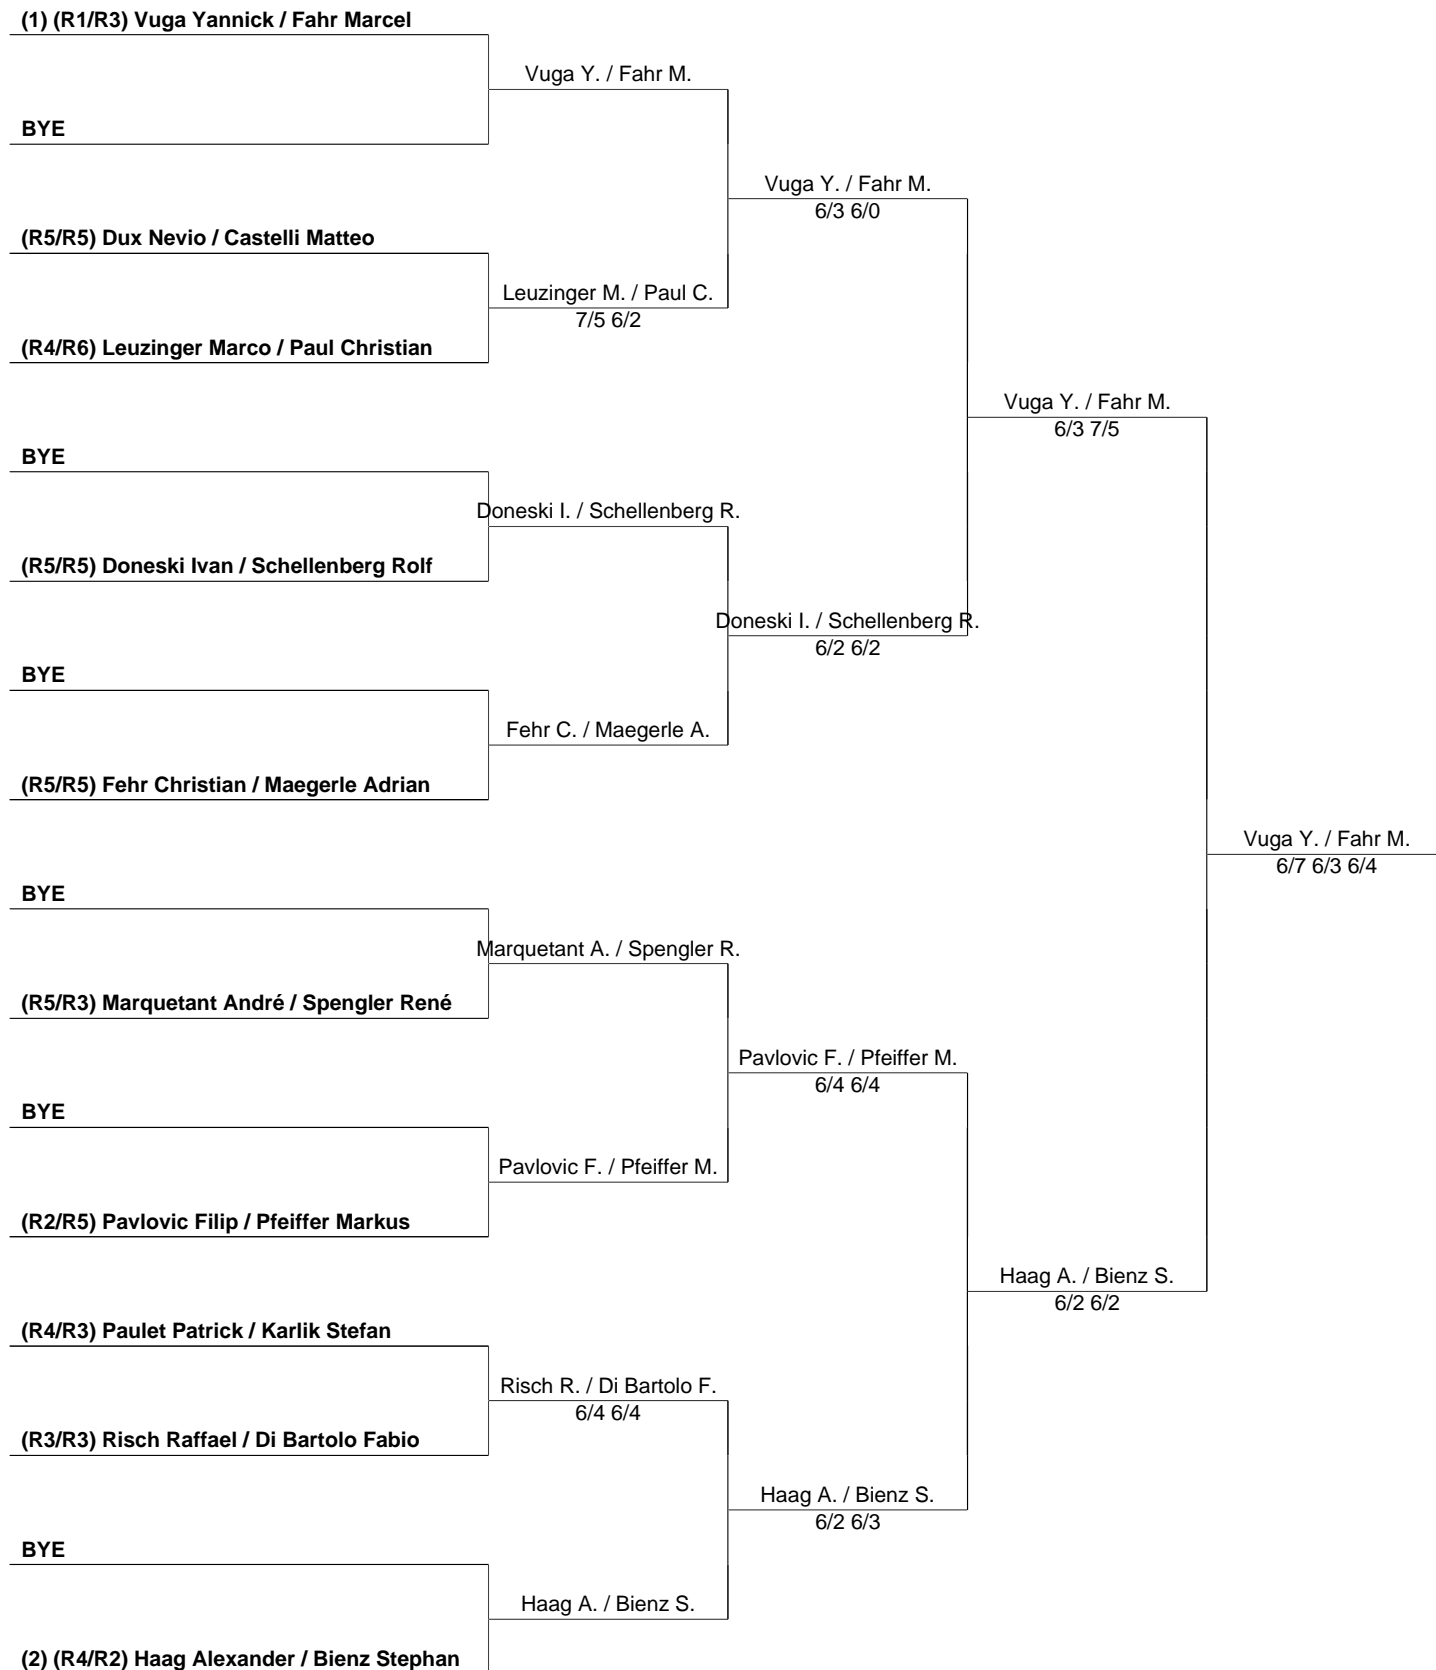 (1) (R1/R3) Vuga Yannick / Fahr Marcel
Vuga Y. / Fahr M.
BYE
Vuga Y. / Fahr M.
6/3 6/0
(R5/R5) Dux Nevio / Castelli Matteo
Leuzinger M. / Paul C.
7/5 6/2
(R4/R6) Leuzinger Marco / Paul Christian
Vuga Y. / Fahr M.
6/3 7/5
BYE
Doneski I. / Schellenberg R.
(R5/R5) Doneski Ivan / Schellenberg Rolf
Doneski I. / Schellenberg R.
6/2 6/2
BYE
Fehr C. / Maegerle A.
(R5/R5) Fehr Christian / Maegerle Adrian
Vuga Y. / Fahr M.
6/7 6/3 6/4
BYE
Marquetant A. / Spengler R.
(R5/R3) Marquetant André / Spengler René
Pavlovic F. / Pfeiffer M.
6/4 6/4
BYE
Pavlovic F. / Pfeiffer M.
(R2/R5) Pavlovic Filip / Pfeiffer Markus
Haag A. / Bienz S.
6/2 6/2
(R4/R3) Paulet Patrick / Karlik Stefan
Risch R. / Di Bartolo F.
6/4 6/4
(R3/R3) Risch Raffael / Di Bartolo Fabio
Haag A. / Bienz S.
6/2 6/3
BYE
Haag A. / Bienz S.
(2) (R4/R2) Haag Alexander / Bienz Stephan